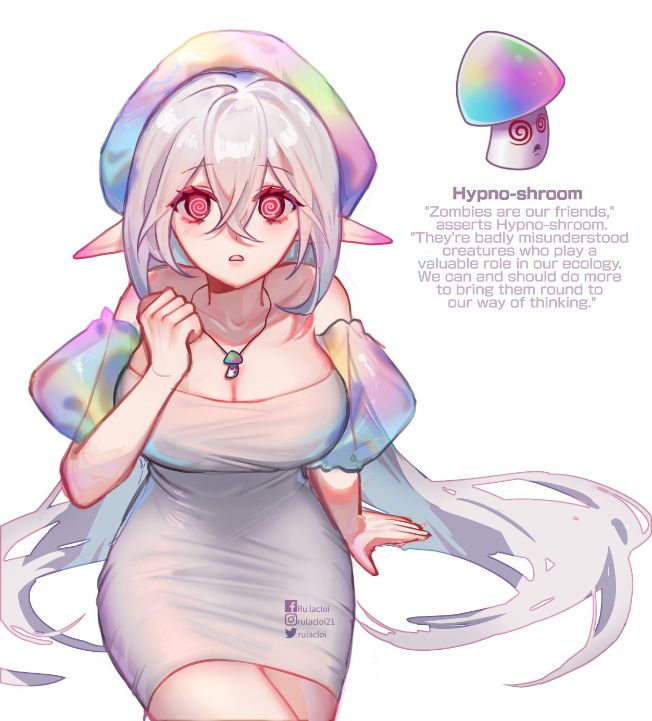 Hypno-shroom
"Zombies are our friends,"
asserts Hypno-shroom.
"They're badly misunderstood
creatures who play a
valuable role in our ecology.
We can and should do more
to bring them round to
our way of thinking."
Ru lacloi
rulacloi21
rulacloi